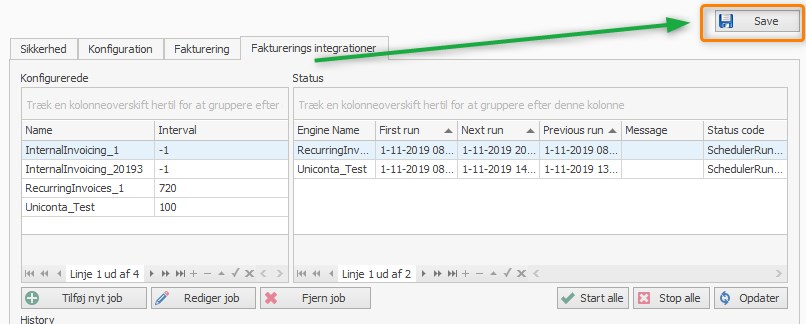 Save
Sikkerhed Konfiguration Fakturering Fakturerings integrationer
Konfigurerede Status
Træk en kolonneoverskift hertil for at gruppere efter Træk en kolonneoverskift hertil for at gruppere efter denne kolonne
Name Interval Engine Name First run Next run Previous run Message Status code
InternalInvoicing_1 -1 RecurringInv... 1-11-2019 08... 1-11-2019 20... 1-11-2019 08... SchedulerRun...
InternalInvoicing_20193 -1 Uniconta_Test 1-11-2019 08... 1-11-2019 14... 1-11-2019 13... SchedulerRun...
RecurringInvoices_1 720
Uniconta_Test 100
Linje 1 ud af 4 Linje 1 ud af 2
Tilføj nyt job Rediger job Fjern job Start alle Stop alle Opdater
History